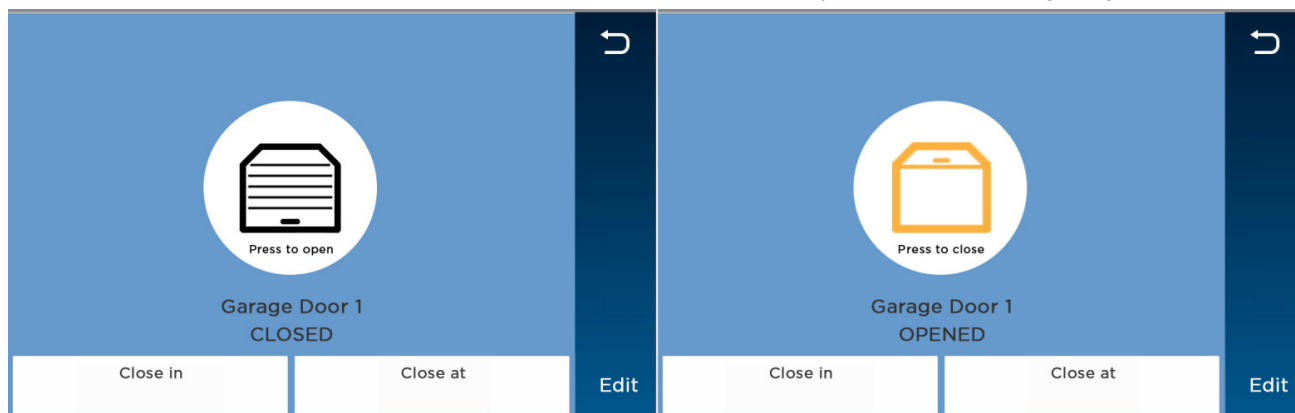 Press to open
Garage Door 1
CLOSED
Close in
Close at
Edit
Press to close
Garage Door 1
OPENED
Close in
Close at
Edit